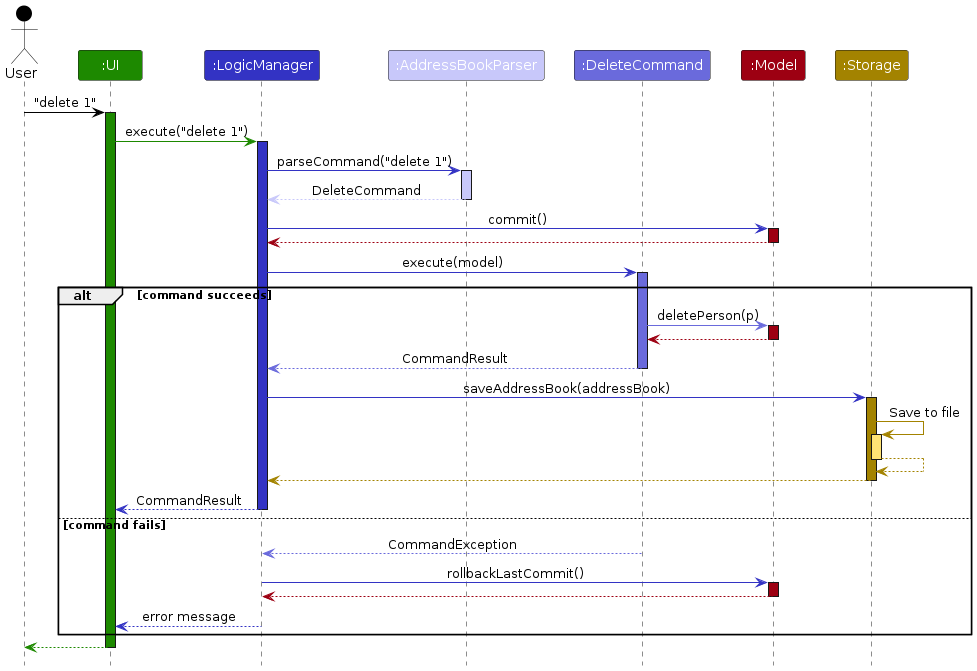 User
:UI
:LogicManager
:AddressBookParser
:DeleteCommand
:Model
:Storage
"delete 1"
execute("delete 1")
parseCommand("delete 1")
DeleteCommand
commit()
execute(model)
alt [command succeeds]
deletePerson(p)
CommandResult
saveAddressBook(addressBook)
Save to file
CommandResult
[command fails]
CommandException
rollbackLastCommit()
error message